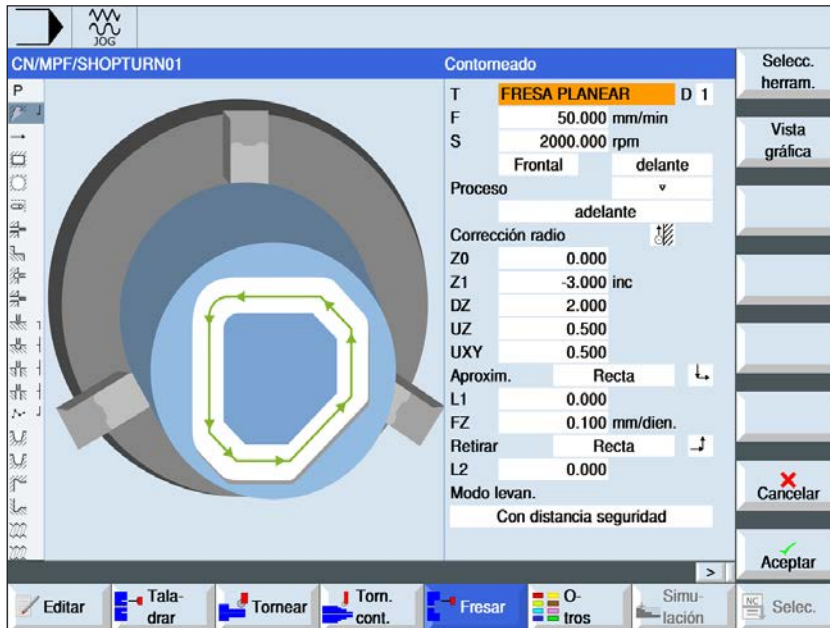 JOG
CN/MPF/SHOPTURN01
Contorneado
P
T FRESA PLANEAR D 1
F 50.000 mm/min
S 2000.000 rpm
Frontal delante
Proceso ▿
adelante
Corrección radio
Z0 0.000
Z1 -3.000 inc
DZ 2.000
UZ 0.500
UXY 0.500
Aproxim. Recta
L1 0.000
FZ 0.100 mm/dien.
Retirar Recta
L2 0.000
Modo levan.
Con distancia seguridad
Selecc.
herram.
Vista
gráfica
Cancelar
Aceptar
>
Editar
Tala-
drar
Tornear
Torn.
cont.
Fresar
O-
tros
Simu-
lación
NC
Selec.